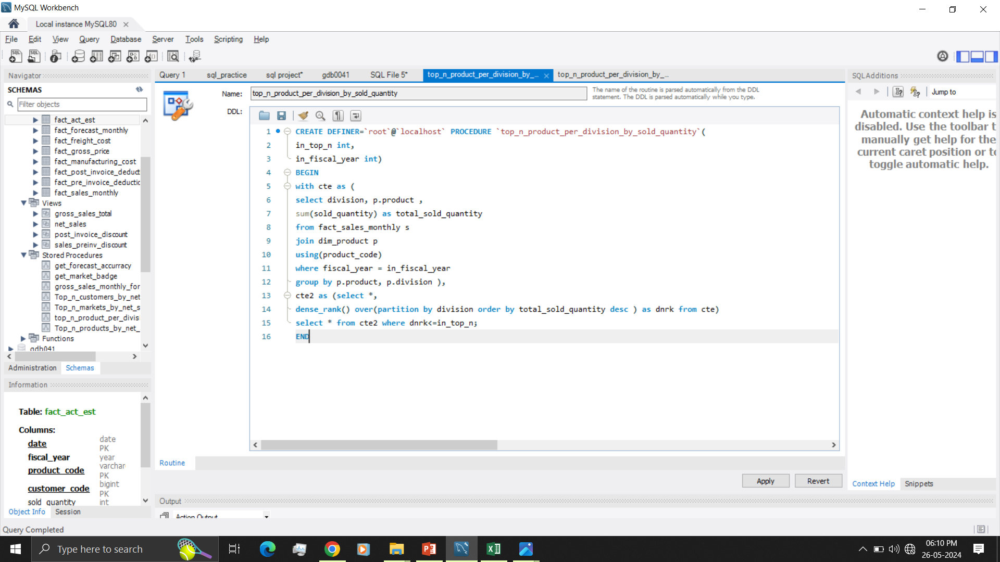 MySQL Workbench
Local instance MySQL80
File Edit View Query Database Server Tools Scripting Help
Navigator
SCHEMAS
Filter objects
fact_act_est
fact_forecast_monthly
fact_freight_cost
fact_gross_price
fact_manufacturing_cost
fact_post_invoice_deduct
fact_pre_invoice_deductic
fact_sales_monthly
Views
gross_sales_total
net_sales
post_invoice_discount
sales_preinv_discount
Stored Procedures
get_forecast_accurracy
get_market_badge
gross_sales_monthly_for
Top_n_customers_by_net
Top_n_markets_by_net_s
top_n_product_per_divis
Top_n_products_by_net_
Functions
gdb041
Administration Schemas
Information
Table: fact_act_est
Columns:
date date PK
fiscal_year year
product_code varchar PK
customer_code bigint PK
sold_quantity int
Object Info Session
Query Completed
Query 1 sql_practice sql project* gdb0041 SQL File 5* top_n_product_per_division_by_... top_n_product_per_division_by_...
Name: top_n_product_per_division_by_sold_quantity
The name of the routine is parsed automatically from the DDL
statement. The DDL is parsed automatically while you type.
DDL:
1 CREATE DEFINER=`root`@`localhost` PROCEDURE `top_n_product_per_division_by_sold_quantity`(
2 in_top_n int,
3 in_fiscal_year int)
4 BEGIN
5 with cte as (
6 select division, p.product ,
7 sum(sold_quantity) as total_sold_quantity
8 from fact_sales_monthly s
9 join dim_product p
10 using(product_code)
11 where fiscal_year = in_fiscal_year
12 group by p.product, p.division ),
13 cte2 as (select *,
14 dense_rank() over(partition by division order by total_sold_quantity desc ) as dnrk from cte)
15 select * from cte2 where dnrk<=in_top_n;
16 END
Routine
Apply Revert
Output
Action Output
SQLAdditions
Jump to
Automatic context help is
disabled. Use the toolbar t
manually get help for the
current caret position or to
toggle automatic help.
Context Help Snippets
Type here to search
06:10 PM
26-05-2024